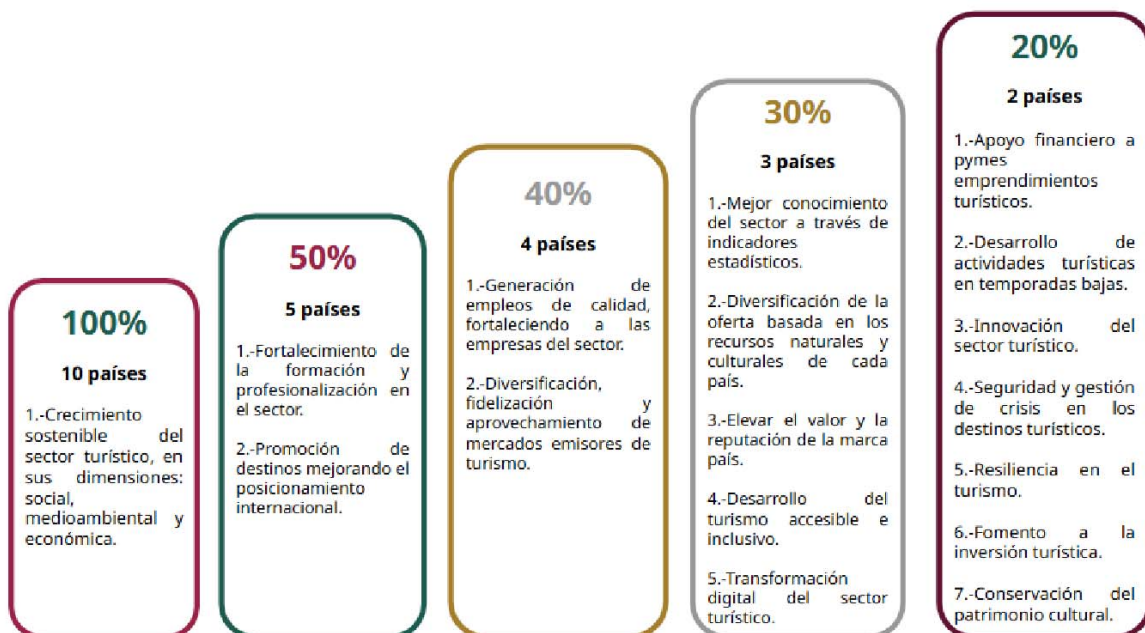 100%
10 países
1.-Crecimiento
sostenible del
sector turístico, en
sus dimensiones:
social,
medioambiental y
económica.
50%
5 países
1.-Fortalecimiento de
la formación y
profesionalización en
el sector.
2.-Promoción de
destinos mejorando el
posicionamiento
internacional.
40%
4 países
1.-Generación de
empleos de calidad,
fortaleciendo a las
empresas del sector.
2.-Diversificación,
fidelización y
aprovechamiento de
mercados emisores de
turismo.
30%
3 países
1.-Mejor conocimiento
del sector a través de
indicadores
estadísticos.
2.-Diversificación de la
oferta basada en los
recursos naturales y
culturales de cada
país.
3.-Elevar el valor y la
reputación de la marca
país.
4.-Desarrollo del
turismo accesible e
inclusivo.
5.-Transformación
digital del sector
turístico.
20%
2 países
1.-Apoyo financiero a
pymes
emprendimientos
turísticos.
2.-Desarrollo de
actividades turísticas
en temporadas bajas.
3.-Innovación del
sector turístico.
4.-Seguridad y gestión
de crisis en los
destinos turísticos.
5.-Resiliencia en el
turismo.
6.-Fomento a la
inversión turística.
7.-Conservación del
patrimonio cultural.